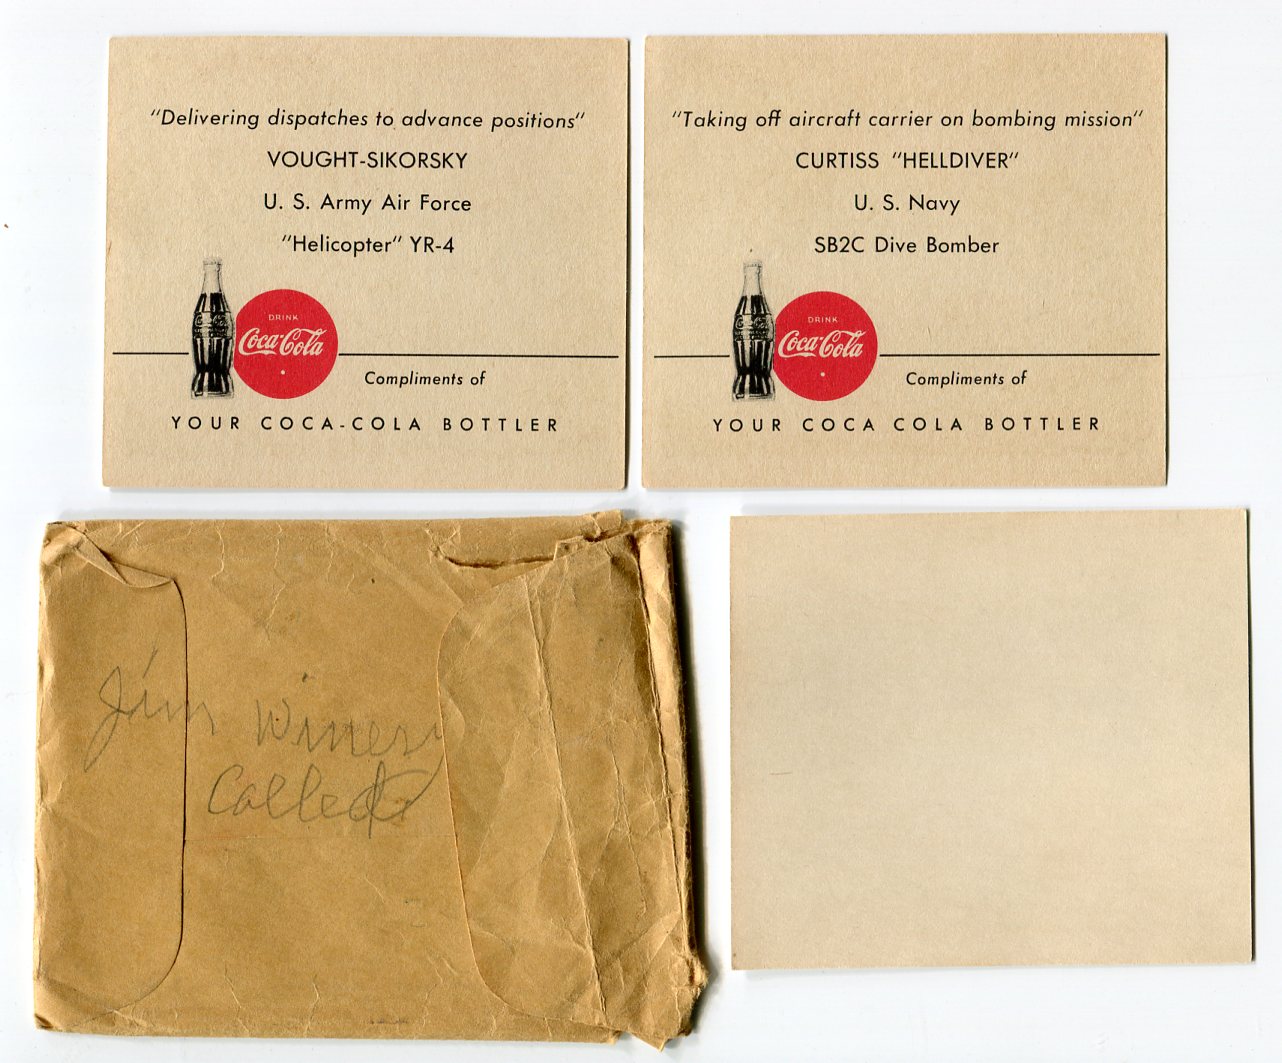 "Delivering dispatches to advance positions"
VOUGHT-SIKORSKY
U. S. Army Air Force
"Helicopter" YR-4
DRINK
Coca-Cola
Compliments of
YOUR COCA-COLA BOTTLER
"Taking off aircraft carrier on bombing mission"
CURTISS "HELLDIVER"
U. S. Navy
SB2C Dive Bomber
DRINK
Coca-Cola
Compliments of
YOUR COCA COLA BOTTLER
Jim